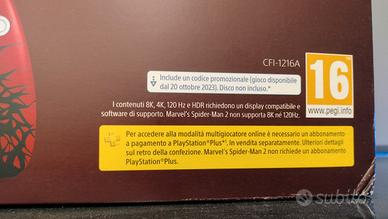 CFI-1216A
Include un codice promozionale (gioco disponibile
dal 20 ottobre 2023). Disco non incluso.*
16
www.pegi.info
I contenuti 8K, 4K, 120 Hz e HDR richiedono un display compatibile e
software di supporto. Marvel's Spider-Man 2 non supporta 8K né 120Hz.
Per accedere alla modalità multigiocatore online è necessario un abbonamento
a pagamento a PlayStation®Plus*. In vendita separatamente. Ulteriori dettagli
sul retro della confezione. Marvel's Spider-Man 2 non richiede un abbonamento
PlayStation®Plus.
subito